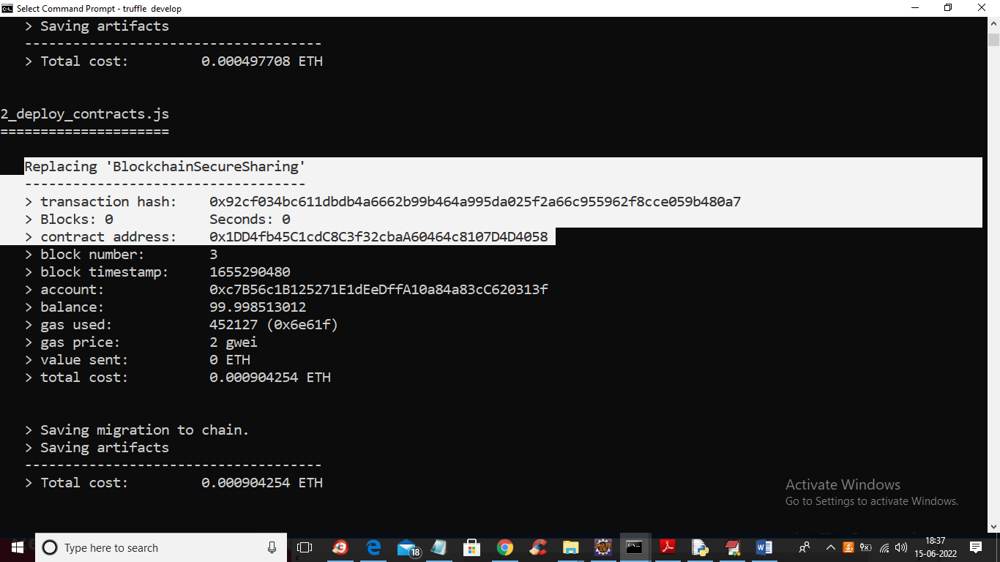 Select Command Prompt - truffle  develop
> Saving artifacts
-------------------------------------
> Total cost:         0.000497708 ETH
2_deploy_contracts.js
=====================
Replacing 'BlockchainSecureSharing'
-----------------------------------
> transaction hash:    0x92cf034bc611dbdb4a6662b99b464a995da025f2a66c955962f8cce059b480a7
> Blocks: 0            Seconds: 0
> contract address:    0x1DD4fb45C1cdC8C3f32cbaA60464c8107D4D4058
> block number:        3
> block timestamp:     1655290480
> account:             0xc7B56c1B125271E1dEeDffA10a84a83cC620313f
> balance:             99.998513012
> gas used:            452127 (0x6e61f)
> gas price:           2 gwei
> value sent:          0 ETH
> total cost:          0.000904254 ETH
> Saving migration to chain.
> Saving artifacts
-------------------------------------
> Total cost:         0.000904254 ETH
Activate Windows
Go to Settings to activate Windows.
Type here to search
18
18:37
15-06-2022